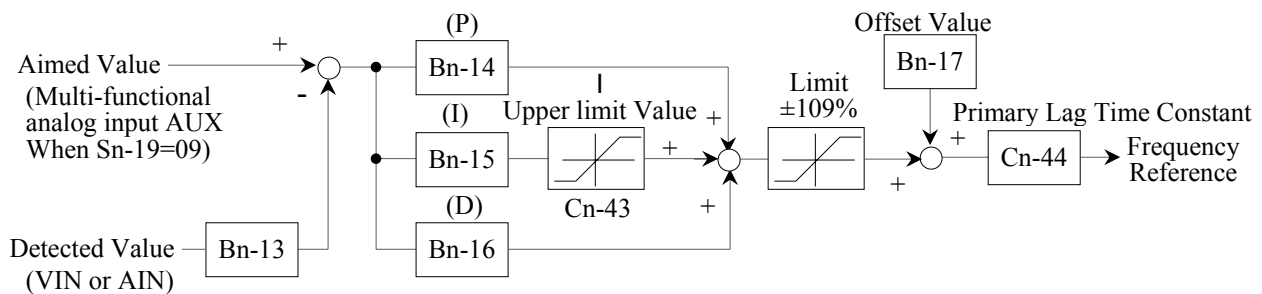 Aimed Value
(Multi-functional
analog input AUX
When Sn-19=09)
+
-
Detected Value
(VIN or AIN)
Bn-13
(P)
Bn-14
(I)
Bn-15
(D)
Bn-16
I
Upper limit Value
Cn-43
+
+
+
Limit
±109%
Offset Value
Bn-17
+
+
Primary Lag Time Constant
Cn-44
Frequency
Reference